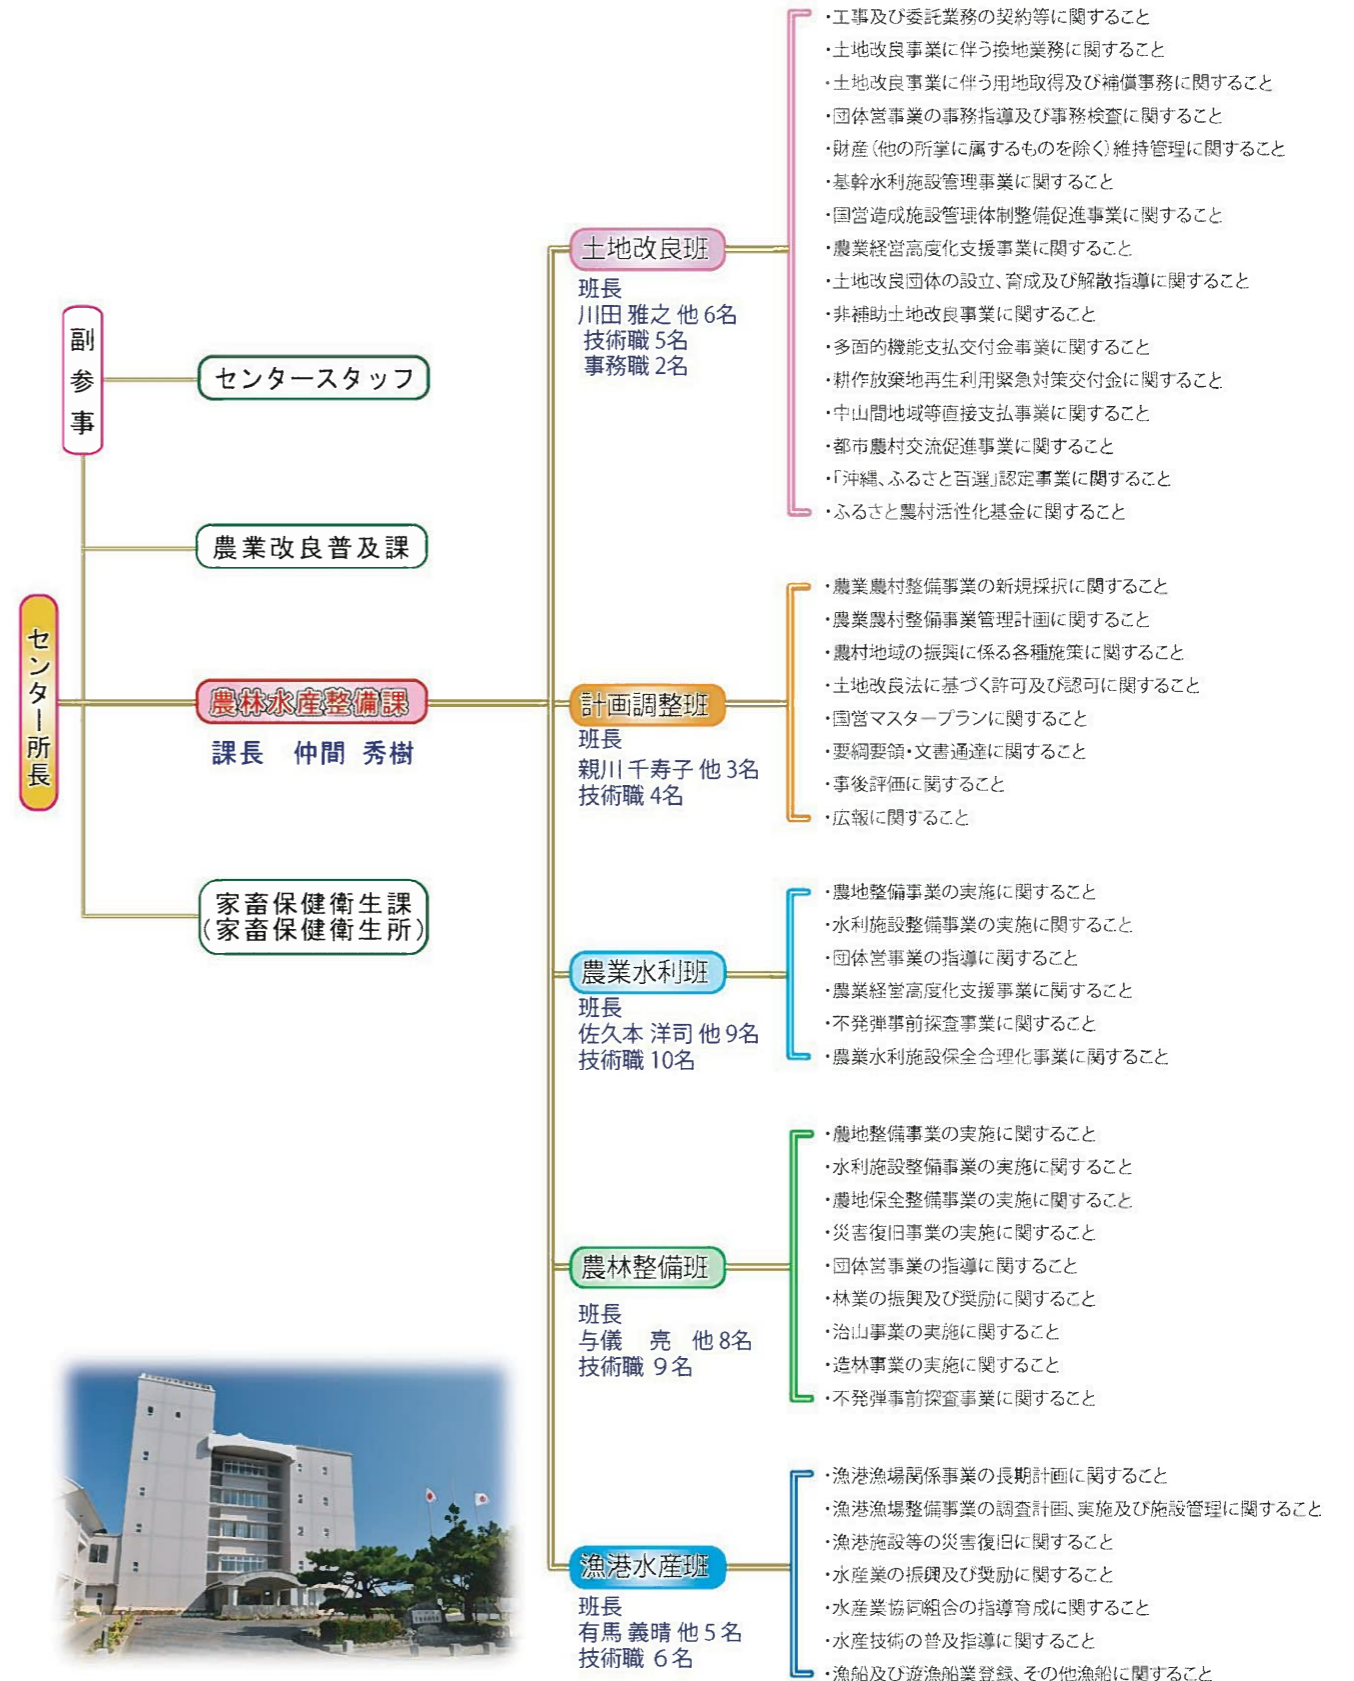 センター所長
副参事
センタースタッフ
農業改良普及課
農林水産整備課
課長 仲間 秀樹
家畜保健衛生課
(家畜保健衛生所)
土地改良班
班長
川田 雅之 他 6名
技術職 5名
事務職 2名
・工事及び委託業務の契約等に関すること
・土地改良事業に伴う換地業務に関すること
・土地改良事業に伴う用地取得及び補償事務に関すること
・団体営事業の事務指導及び事務検査に関すること
・財産(他の所掌に属するものを除く)維持管理に関すること
・基幹水利施設管理事業に関すること
・国営造成施設管理体制整備促進事業に関すること
・農業経営高度化支援事業に関すること
・土地改良団体の設立、育成及び解散指導に関すること
・非補助土地改良事業に関すること
・多面的機能支払交付金事業に関すること
・耕作放棄地再生利用緊急対策交付金に関すること
・中山間地域等直接支払事業に関すること
・都市農村交流促進事業に関すること
・「沖縄、ふるさと百選」認定事業に関すること
・ふるさと農村活性化基金に関すること
計画調整班
班長
親川 千寿子 他 3名
技術職 4名
・農業農村整備事業の新規採択に関すること
・農業農村整備事業管理計画に関すること
・農村地域の振興に係る各種施策に関すること
・土地改良法に基づく許可及び認可に関すること
・国営マスタープランに関すること
・要綱要領・文書通達に関すること
・事後評価に関すること
・広報に関すること
農業水利班
班長
佐久本 洋司 他 9名
技術職 10名
・農地整備事業の実施に関すること
・水利施設整備事業の実施に関すること
・団体営事業の指導に関すること
・農業経営高度化支援事業に関すること
・不発弾事前探査事業に関すること
・農業水利施設保全合理化事業に関すること
農林整備班
班長
与儀 亮 他 8名
技術職 9名
・農地整備事業の実施に関すること
・水利施設整備事業の実施に関すること
・農地保全整備事業の実施に関すること
・災害復旧事業の実施に関すること
・団体営事業の指導に関すること
・林業の振興及び奨励に関すること
・治山事業の実施に関すること
・造林事業の実施に関すること
・不発弾事前探査事業に関すること
漁港水産班
班長
有馬 義晴 他 5名
技術職 6名
・漁港漁場関係事業の長期計画に関すること
・漁港漁場整備事業の調査計画、実施及び施設管理に関すること
・漁港施設等の災害復旧に関すること
・水産業の振興及び奨励に関すること
・水産業協同組合の指導育成に関すること
・水産技術の普及指導に関すること
・漁船及び遊漁船業登録、その他漁船に関すること